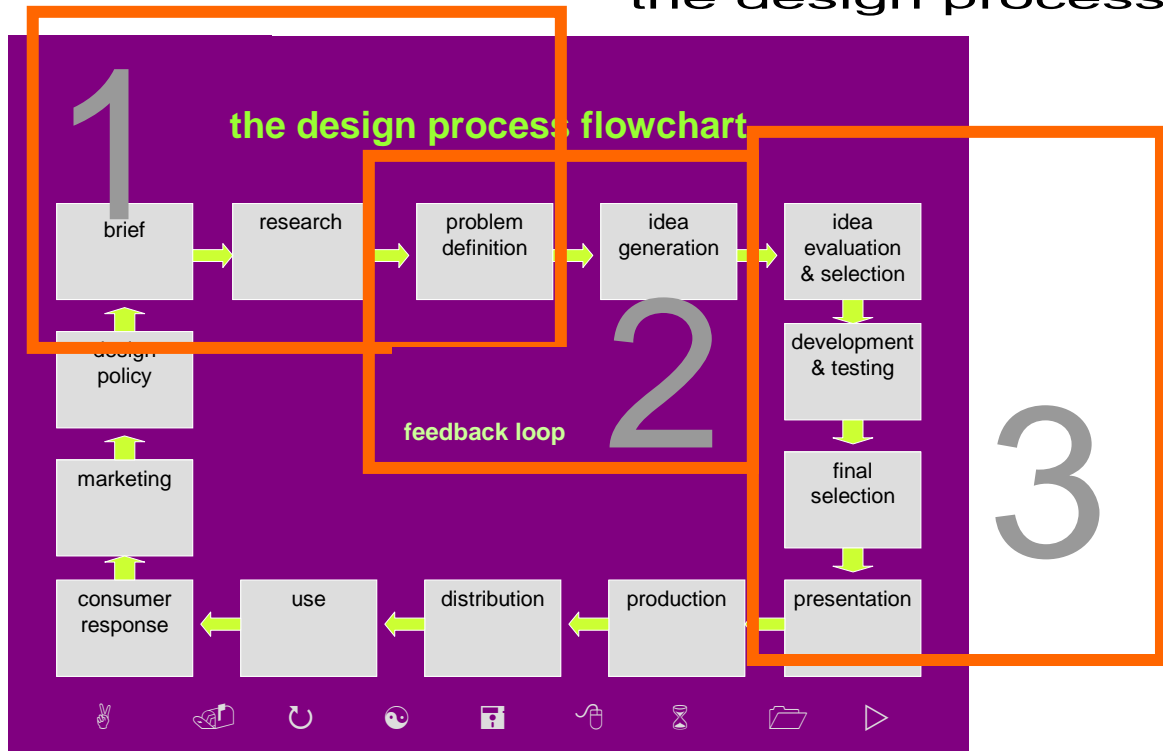 the design process
1
the design process flowchart
brief
research
problem
definition
idea
generation
idea
evaluation
& selection
2
design
policy
development
& testing
feedback loop
3
marketing
final
selection
consumer
response
use
distribution
production
presentation